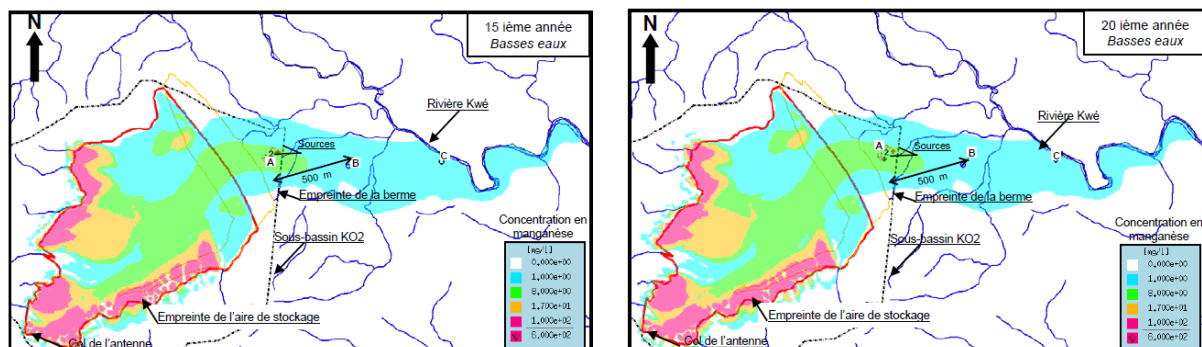 N
15 ième année
Basses eaux
Rivière Kwé
Sources
A
2
B
C
500 m
Empreinte de la berme
Concentration en
manganèse
Sous-bassin KO2
[mg/l]
0.000e+00
1.000e+00
8.000e+00
1.700e+01
1.000e+02
6.000e+02
Empreinte de l'aire de stockage
Col de l'antenne
N
20 ième année
Basses eaux
Rivière Kwé
Sources
A
2
B
C
500 m
Empreinte de la berme
Concentration en
manganèse
Sous-bassin KO2
[mg/l]
0.000e+00
1.000e+00
8.000e+00
1.700e+01
1.000e+02
6.000e+02
Empreinte de l'aire de stockage
Col de l'antenne